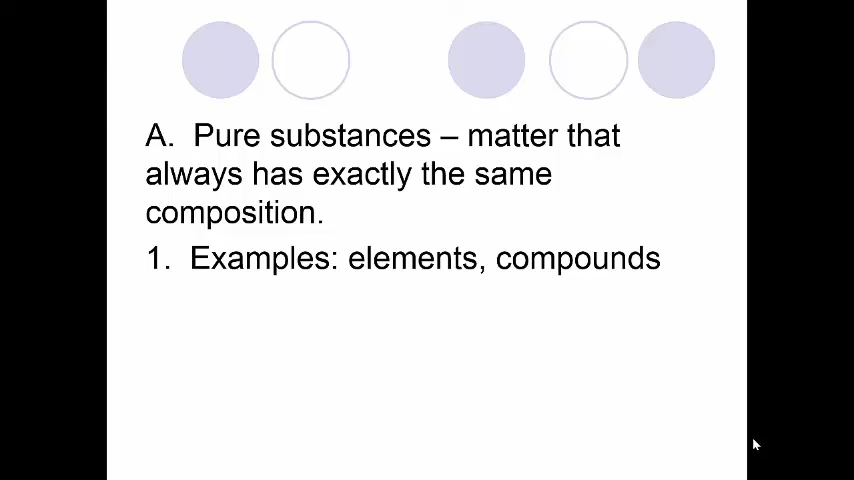 A. Pure substances – matter that
always has exactly the same
composition.
1. Examples: elements, compounds